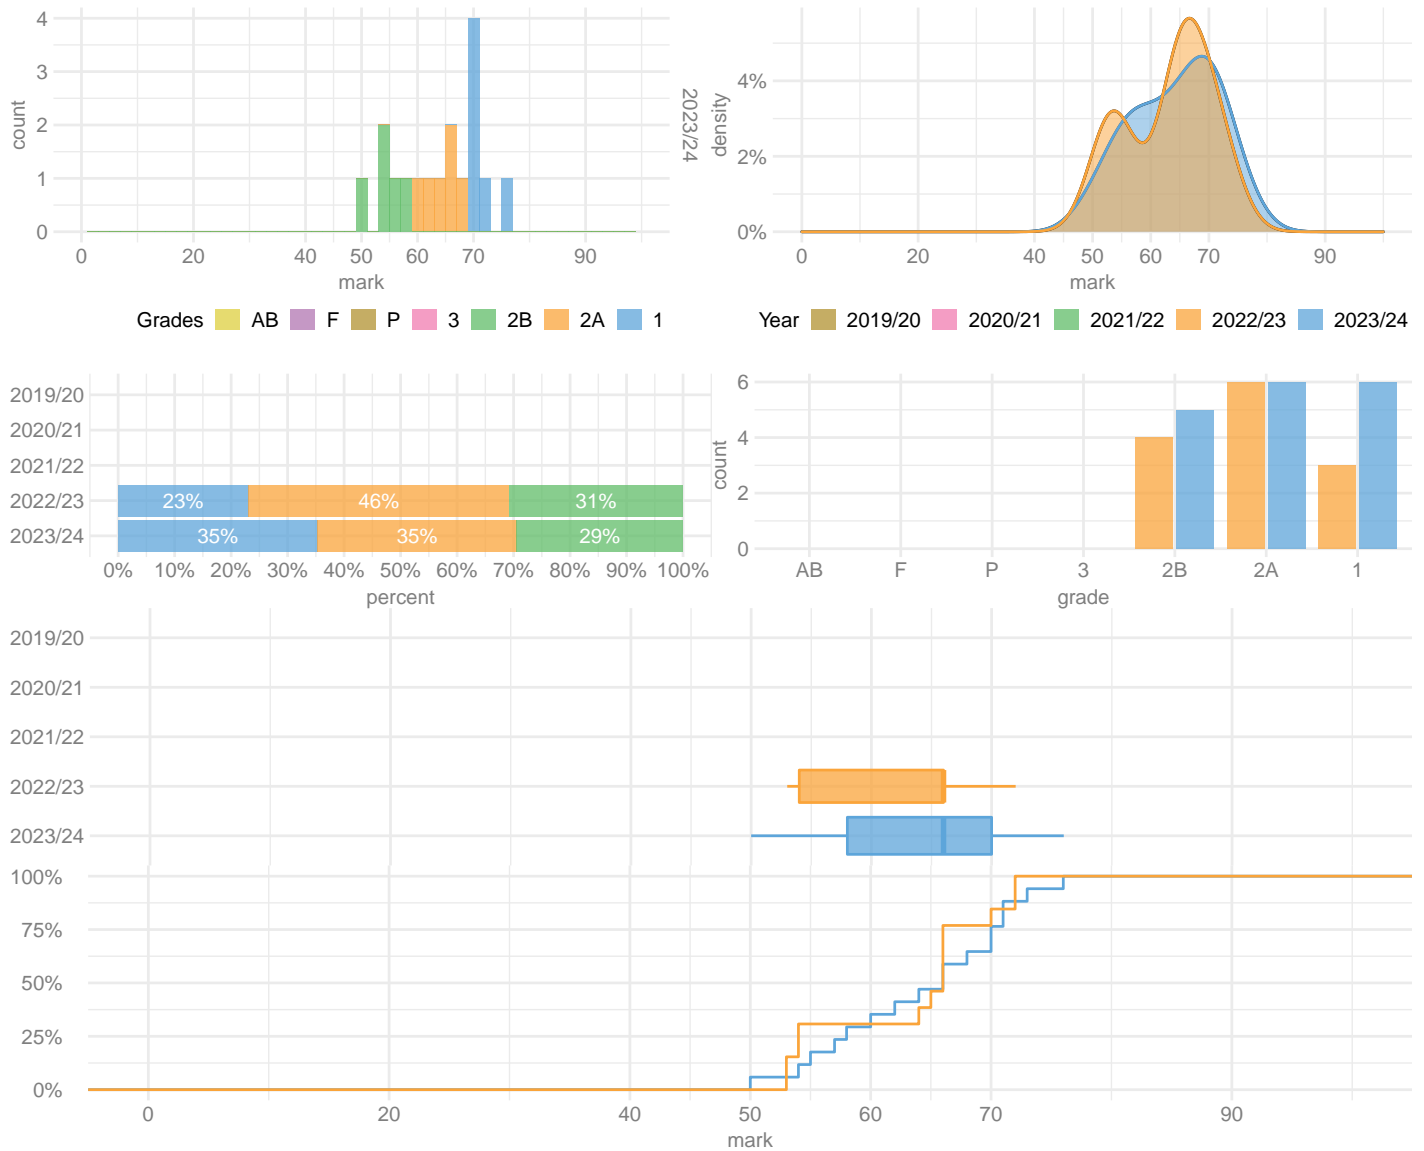 4
3
2
1
0
count
0 20 40 50 60 70 90
mark
2023/24
Grades AB F P 3 2B 2A 1
4%
2%
0%
density
0 20 40 50 60 70 90
mark
Year 2019/20 2020/21 2021/22 2022/23 2023/24
2019/20
2020/21
2021/22
2022/23 23% 46% 31%
2023/24 35% 35% 29%
0% 10% 20% 30% 40% 50% 60% 70% 80% 90% 100%
percent
6
4
2
0
count
AB F P 3 2B 2A 1
grade
2019/20
2020/21
2021/22
2022/23
2023/24
100%
75%
50%
25%
0%
0 20 40 50 60 70 90
mark